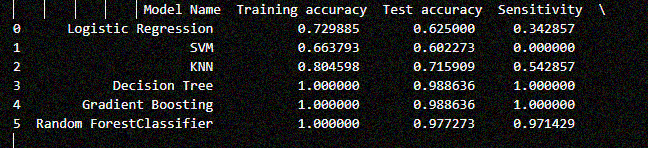 Model Name Training accuracy Test accuracy Sensitivity \
0 Logistic Regression 0.729885 0.625000 0.342857
1 SVM 0.663793 0.602273 0.000000
2 KNN 0.804598 0.715909 0.542857
3 Decision Tree 1.000000 0.988636 1.000000
4 Gradient Boosting 1.000000 0.988636 1.000000
5 Random ForestClassifier 1.000000 0.977273 0.971429